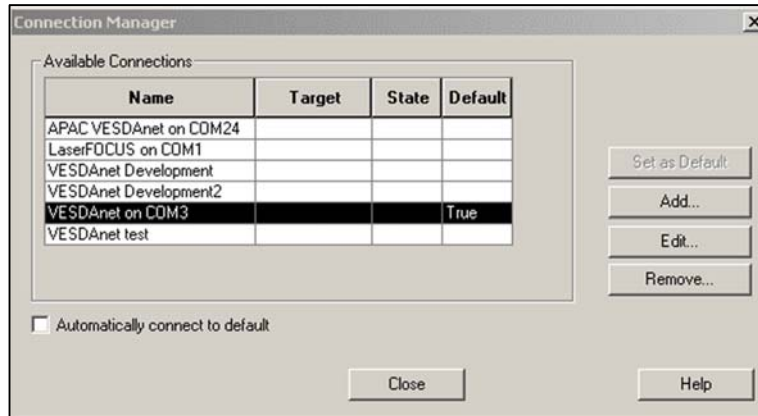 Connection Manager
Available Connections
Name Target State Default
APAC VESDAnet on COM24
LaserFOCUS on COM1
VESDAnet Development
VESDAnet Development2
VESDAnet on COM3 True
VESDAnet test
Set as Default
Add...
Edit...
Remove...
Automatically connect to default
Close Help